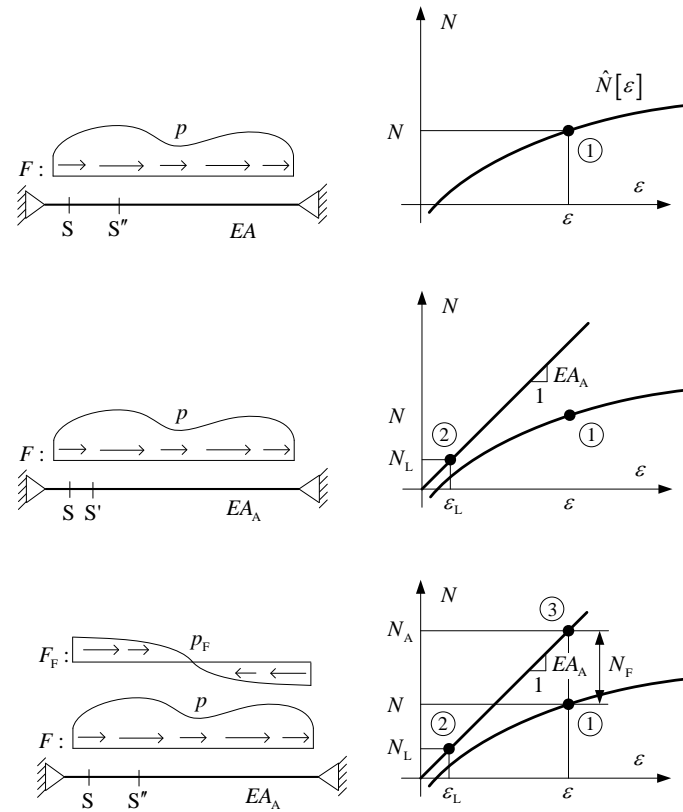 N
N̂[ε]
p
N
①
F :
ε
S S″ EA
ε
N
EA_A
1
p
N
②
①
N_L
F :
ε
S S' EA_A
ε_L ε
N
③
N_A
p_F
F_F :
EA_A
N_F
1
p
N
②
①
F :
N_L
ε
S S″ EA_A
ε_L ε